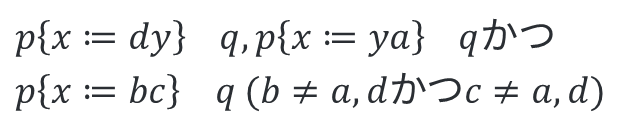 p{x ≔ dy}   q, p{x ≔ ya}   qかつ
p{x ≔ bc}   q (b ≠ a, dかつc ≠ a, d)